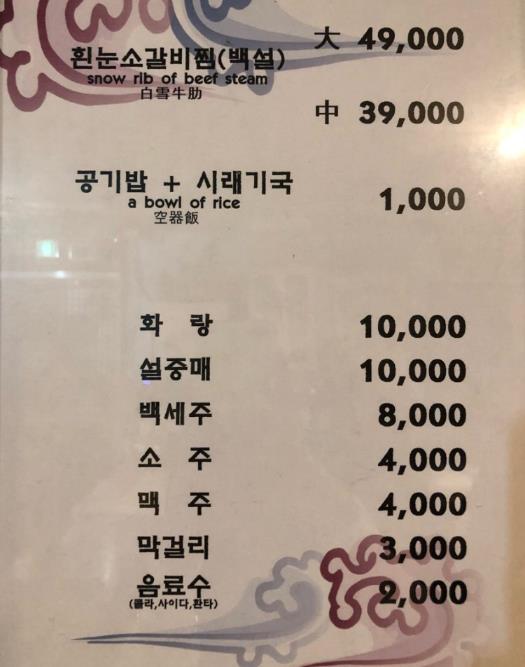 흰눈소갈비찜(백설) 大 49,000
snow rib of beef steam
白雪牛肋
中 39,000
공기밥 + 시래기국 1,000
a bowl of rice
空器飯
화 랑 10,000
설중매 10,000
백세주 8,000
소 주 4,000
맥 주 4,000
막걸리 3,000
음료수 2,000
(콜라,사이다,환타)